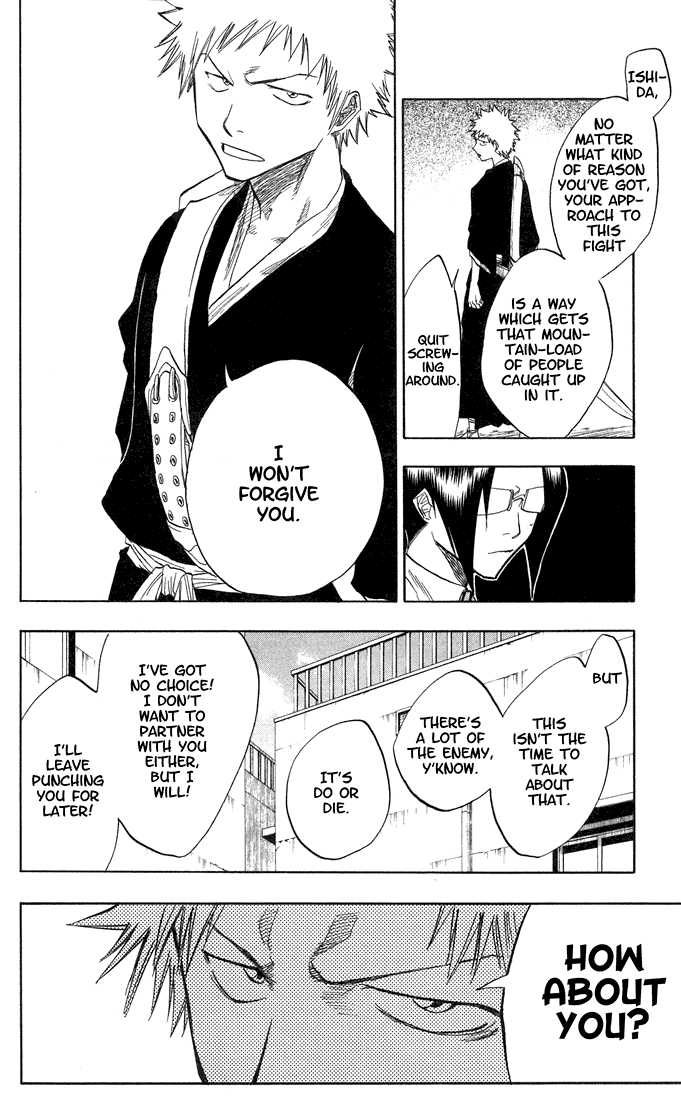 ISHI-
DA,
NO
MATTER
WHAT KIND
OF REASON
YOU'VE GOT,
YOUR APP-
ROACH TO
THIS
FIGHT
IS A WAY
WHICH GETS
THAT MOUN-
TAIN-LOAD
OF PEOPLE
CAUGHT UP
IN IT.
QUIT
SCREW-
ING
AROUND.
I
WON'T
FORGIVE
YOU.
BUT
THIS
ISN'T THE
TIME TO
TALK
ABOUT
THAT.
THERE'S
A LOT OF
THE ENEMY,
Y'KNOW.
IT'S
DO OR
DIE.
I'VE GOT
NO CHOICE!
I DON'T
WANT TO
PARTNER
WITH YOU
EITHER,
BUT I
WILL!
I'LL
LEAVE
PUNCHING
YOU FOR
LATER!
HOW
ABOUT
YOU?